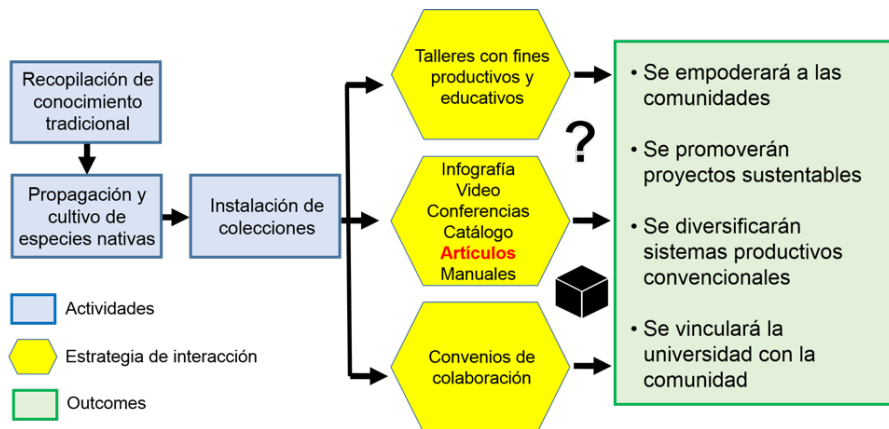 Recopilación de
conocimiento
tradicional
Propagación y
cultivo de
especies nativas
Instalación de
colecciones
Talleres con fines
productivos y
educativos
?
Infografía
Video
Conferencias
Catálogo
Artículos
Manuales
Convenios de
colaboración
• Se empoderará a las
comunidades
• Se promoverán
proyectos sustentables
• Se diversificarán
sistemas productivos
convencionales
• Se vinculará la
universidad con la
comunidad
Actividades
Estrategia de interacción
Outcomes